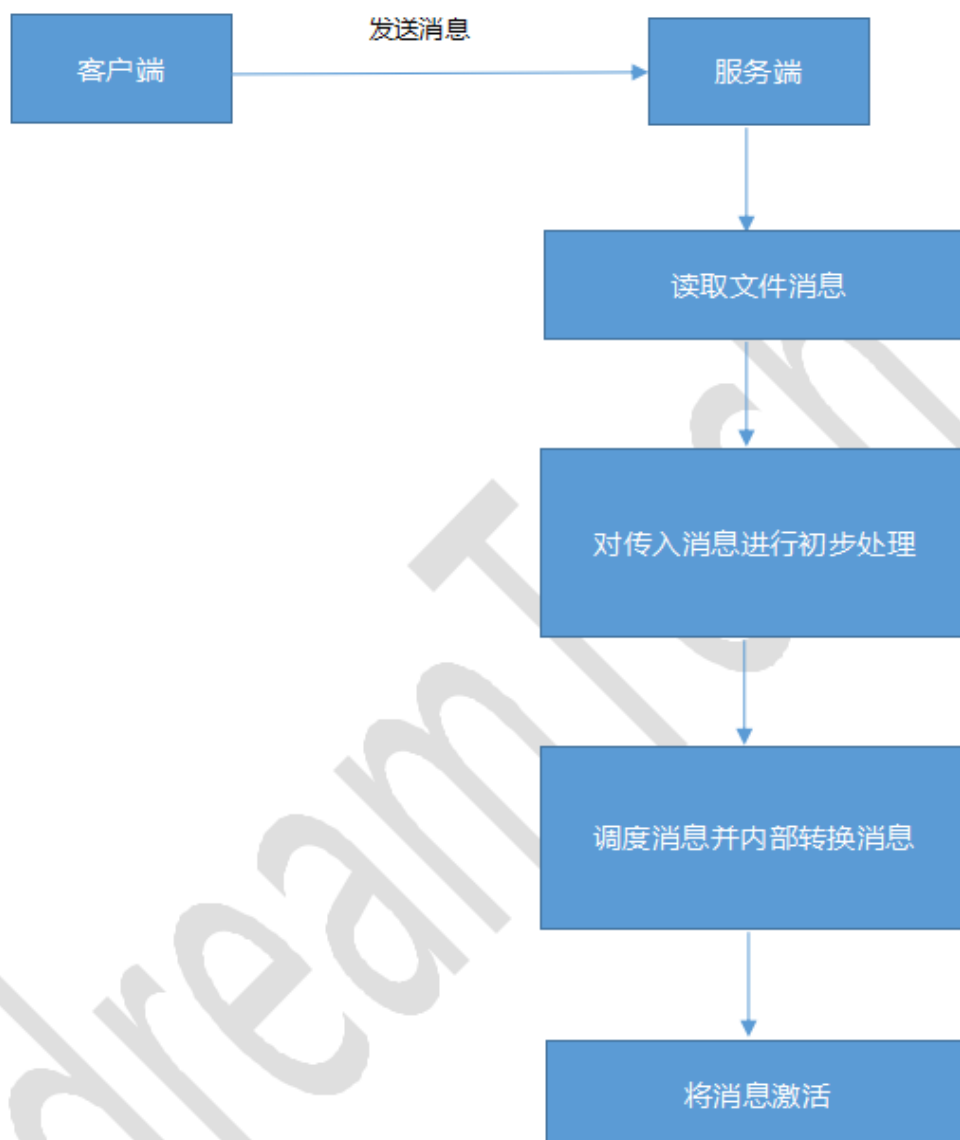 发送消息
客户端
服务端
读取文件消息
对传入消息进行初步处理
调度消息并内部转换消息
将消息激活